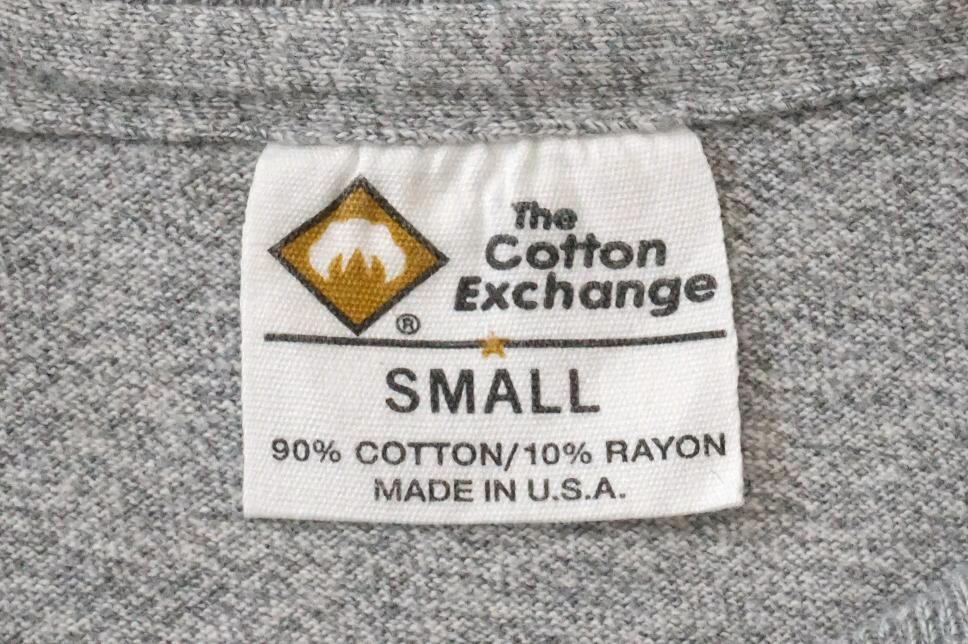 The
Cotton
Exchange
®
SMALL
90% COTTON/10% RAYON
MADE IN U.S.A.